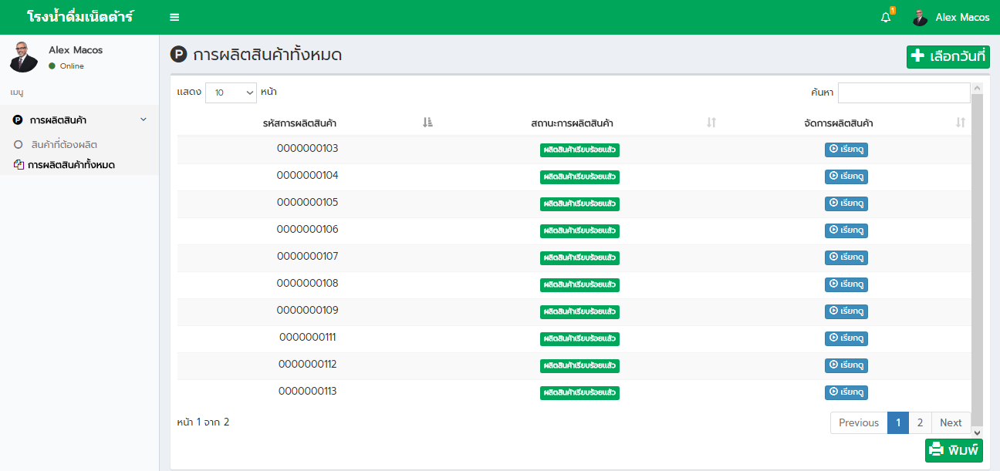 โรงน้ำดื่มเน็ตต้าร์
1
Alex Macos
Alex Macos
Online
เมนู
การผลิตสินค้า
สินค้าที่ต้องผลิต
การผลิตสินค้าทั้งหมด
การผลิตสินค้าทั้งหมด
เลือกวันที่
แสดง 10 หน้า
ค้นหา
รหัสการผลิตสินค้า สถานะการผลิตสินค้า จัดการผลิตสินค้า
0000000103 ผลิตสินค้าเรียบร้อยแล้ว เรียกดู
0000000104 ผลิตสินค้าเรียบร้อยแล้ว เรียกดู
0000000105 ผลิตสินค้าเรียบร้อยแล้ว เรียกดู
0000000106 ผลิตสินค้าเรียบร้อยแล้ว เรียกดู
0000000107 ผลิตสินค้าเรียบร้อยแล้ว เรียกดู
0000000108 ผลิตสินค้าเรียบร้อยแล้ว เรียกดู
0000000109 ผลิตสินค้าเรียบร้อยแล้ว เรียกดู
0000000111 ผลิตสินค้าเรียบร้อยแล้ว เรียกดู
0000000112 ผลิตสินค้าเรียบร้อยแล้ว เรียกดู
0000000113 ผลิตสินค้าเรียบร้อยแล้ว เรียกดู
หน้า 1 จาก 2
Previous 1 2 Next
พิมพ์